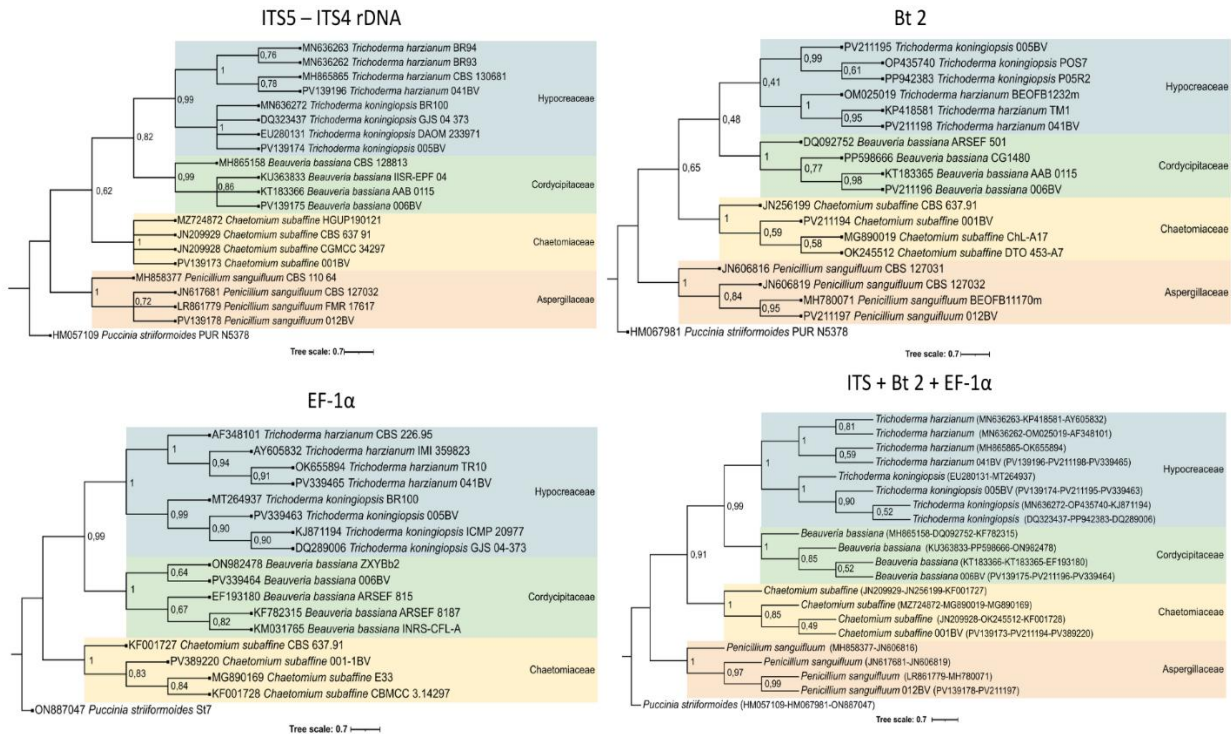 ITS5 – ITS4 rDNA
MN636263 Trichoderma harzianum BR94
0,76
MN636262 Trichoderma harzianum BR93
1
MH865865 Trichoderma harzianum CBS 130681
0,78
PV139196 Trichoderma harzianum 041BV
0,99
Hypocreaceae
MN636272 Trichoderma koningiopsis BR100
DQ323437 Trichoderma koningiopsis GJS 04 373
1
EU280131 Trichoderma koningiopsis DAOM 233971
0,82
PV139174 Trichoderma koningiopsis 005BV
MH865158 Beauveria bassiana CBS 128813
0,99
KU363833 Beauveria bassiana IISR-EPF 04
Cordycipitaceae
0,86
KT183366 Beauveria bassiana AAB 0115
0,62
PV139175 Beauveria bassiana 006BV
MZ724872 Chaetomium subaffine HGUP190121
JN209929 Chaetomium subaffine CBS 637 91
1
Chaetomiaceae
JN209928 Chaetomium subaffine CGMCC 34297
PV139173 Chaetomium subaffine 001BV
MH858377 Penicillium sanguifluum CBS 110 64
1
JN617681 Penicillium sanguifluum CBS 127032
Aspergillaceae
0,72
LR861779 Penicillium sanguifluum FMR 17617
PV139178 Penicillium sanguifluum 012BV
HM057109 Puccinia striiformoides PUR N5378
Tree scale: 0.7
Bt 2
PV211195 Trichoderma koningiopsis 005BV
0,99
OP435740 Trichoderma koningiopsis POS7
0,61
PP942383 Trichoderma koningiopsis P05R2
0,41
Hypocreaceae
OM025019 Trichoderma harzianum BEOFB1232m
1
KP418581 Trichoderma harzianum TM1
0,95
PV211198 Trichoderma harzianum 041BV
0,48
DQ092752 Beauveria bassiana ARSEF 501
1
PP598666 Beauveria bassiana CG1480
Cordycipitaceae
0,77
KT183365 Beauveria bassiana AAB 0115
0,98
PV211196 Beauveria bassiana 006BV
0,65
JN256199 Chaetomium subaffine CBS 637.91
1
PV211194 Chaetomium subaffine 001BV
Chaetomiaceae
0,59
MG890019 Chaetomium subaffine ChL-A17
0,58
OK245512 Chaetomium subaffine DTO 453-A7
JN606816 Penicillium sanguifluum CBS 127031
1
JN606819 Penicillium sanguifluum CBS 127032
Aspergillaceae
0,84
MH780071 Penicillium sanguifluum BEOFB11170m
0,95
PV211197 Penicillium sanguifluum 012BV
HM067981 Puccinia striiformoides PUR N5378
Tree scale: 0.7
EF-1α
AF348101 Trichoderma harzianum CBS 226.95
1
AY605832 Trichoderma harzianum IMI 359823
0,94
OK655894 Trichoderma harzianum TR10
0,91
PV339465 Trichoderma harzianum 041BV
1
Hypocreaceae
MT264937 Trichoderma koningiopsis BR100
0,99
PV339463 Trichoderma koningiopsis 005BV
0,90
KJ871194 Trichoderma koningiopsis ICMP 20977
0,90
DQ289006 Trichoderma koningiopsis GJS 04-373
0,99
ON982478 Beauveria bassiana ZXYBb2
0,64
PV339464 Beauveria bassiana 006BV
1
Cordycipitaceae
EF193180 Beauveria bassiana ARSEF 815
0,67
KF782315 Beauveria bassiana ARSEF 8187
0,82
KM031765 Beauveria bassiana INRS-CFL-A
KF001727 Chaetomium subaffine CBS 637.91
1
PV389220 Chaetomium subaffine 001-1BV
Chaetomiaceae
0,83
MG890169 Chaetomium subaffine E33
0,84
KF001728 Chaetomium subaffine CBMCC 3.14297
ON887047 Puccinia striiformoides St7
Tree scale: 0.7
ITS + Bt 2 + EF-1α
Trichoderma harzianum (MN636263-KP418581-AY605832)
0,81
Trichoderma harzianum (MN636262-OM025019-AF348101)
1
Trichoderma harzianum (MH865865-OK655894)
0,59
Trichoderma harzianum 041BV (PV139196-PV211198-PV339465)
1
Hypocreaceae
Trichoderma koningiopsis (EU280131-MT264937)
1
Trichoderma koningiopsis 005BV (PV139174-PV211195-PV339463)
0,90
Trichoderma koningiopsis (MN636272-OP435740-KJ871194)
0,52
Trichoderma koningiopsis (DQ323437-PP942383-DQ289006)
0,99
Beauveria bassiana (MH865158-DQ092752-KF782315)
1
Beauveria bassiana (KU363833-PP598666-ON982478)
Cordycipitaceae
0,85
Beauveria bassiana (KT183366-KT183365-EF193180)
0,52
Beauveria bassiana 006BV (PV139175-PV211196-PV339464)
0,91
Chaetomium subaffine (JN209929-JN256199-KF001727)
1
Chaetomium subaffine (MZ724872-MG890019-MG890169)
Chaetomiaceae
0,85
Chaetomium subaffine (JN209928-OK245512-KF001728)
0,49
Chaetomium subaffine 001BV (PV139173-PV211194-PV389220)
Penicillium sanguifluum (MH858377-JN606816)
1
Penicillium sanguifluum (JN617681-JN606819)
Aspergillaceae
0,97
Penicillium sanguifluum (LR861779-MH780071)
0,99
Penicillium sanguifluum 012BV (PV139178-PV211197)
Puccinia striiformoides (HM057109-HM067981-ON887047)
Tree scale: 0.7